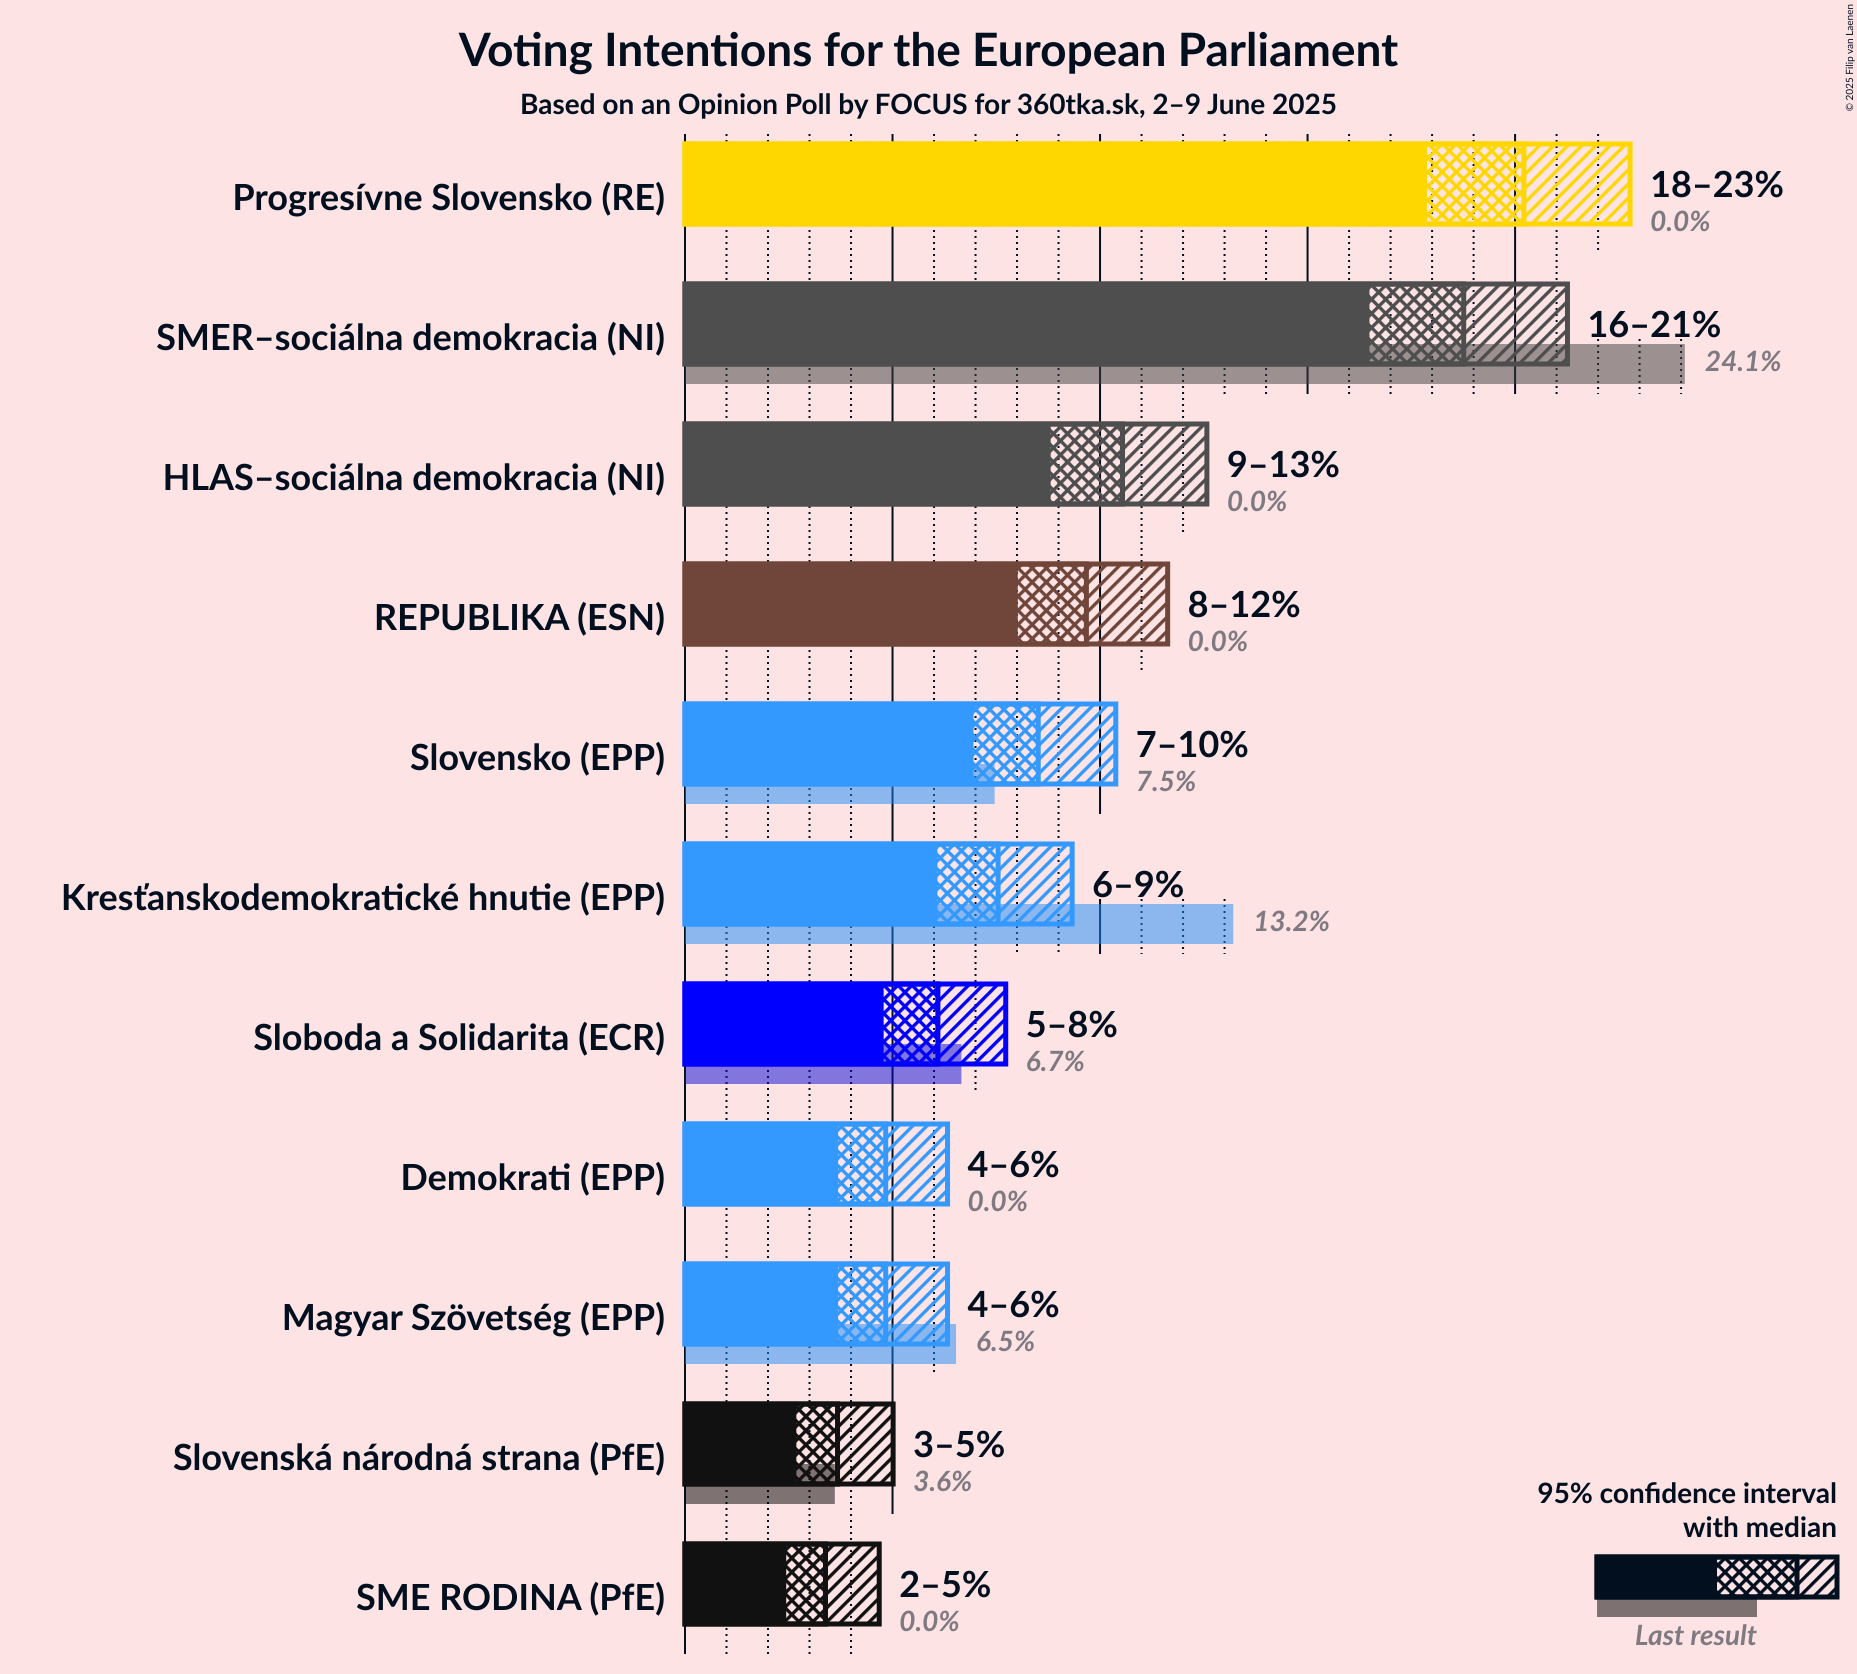 Voting Intentions for the European Parliament
Based on an Opinion Poll by FOCUS for 360tka.sk, 2–9 June 2025
© 2025 Filip van Laenen
Progresívne Slovensko (RE)
18–23%
0.0%
SMER–sociálna demokracia (NI)
16–21%
24.1%
HLAS–sociálna demokracia (NI)
9–13%
0.0%
REPUBLIKA (ESN)
8–12%
0.0%
Slovensko (EPP)
7–10%
7.5%
Kresťanskodemokratické hnutie (EPP)
6–9%
13.2%
Sloboda a Solidarita (ECR)
5–8%
6.7%
Demokrati (EPP)
4–6%
0.0%
Magyar Szövetség (EPP)
4–6%
6.5%
Slovenská národná strana (PfE)
3–5%
3.6%
SME RODINA (PfE)
2–5%
0.0%
95% confidence interval
with median
Last result